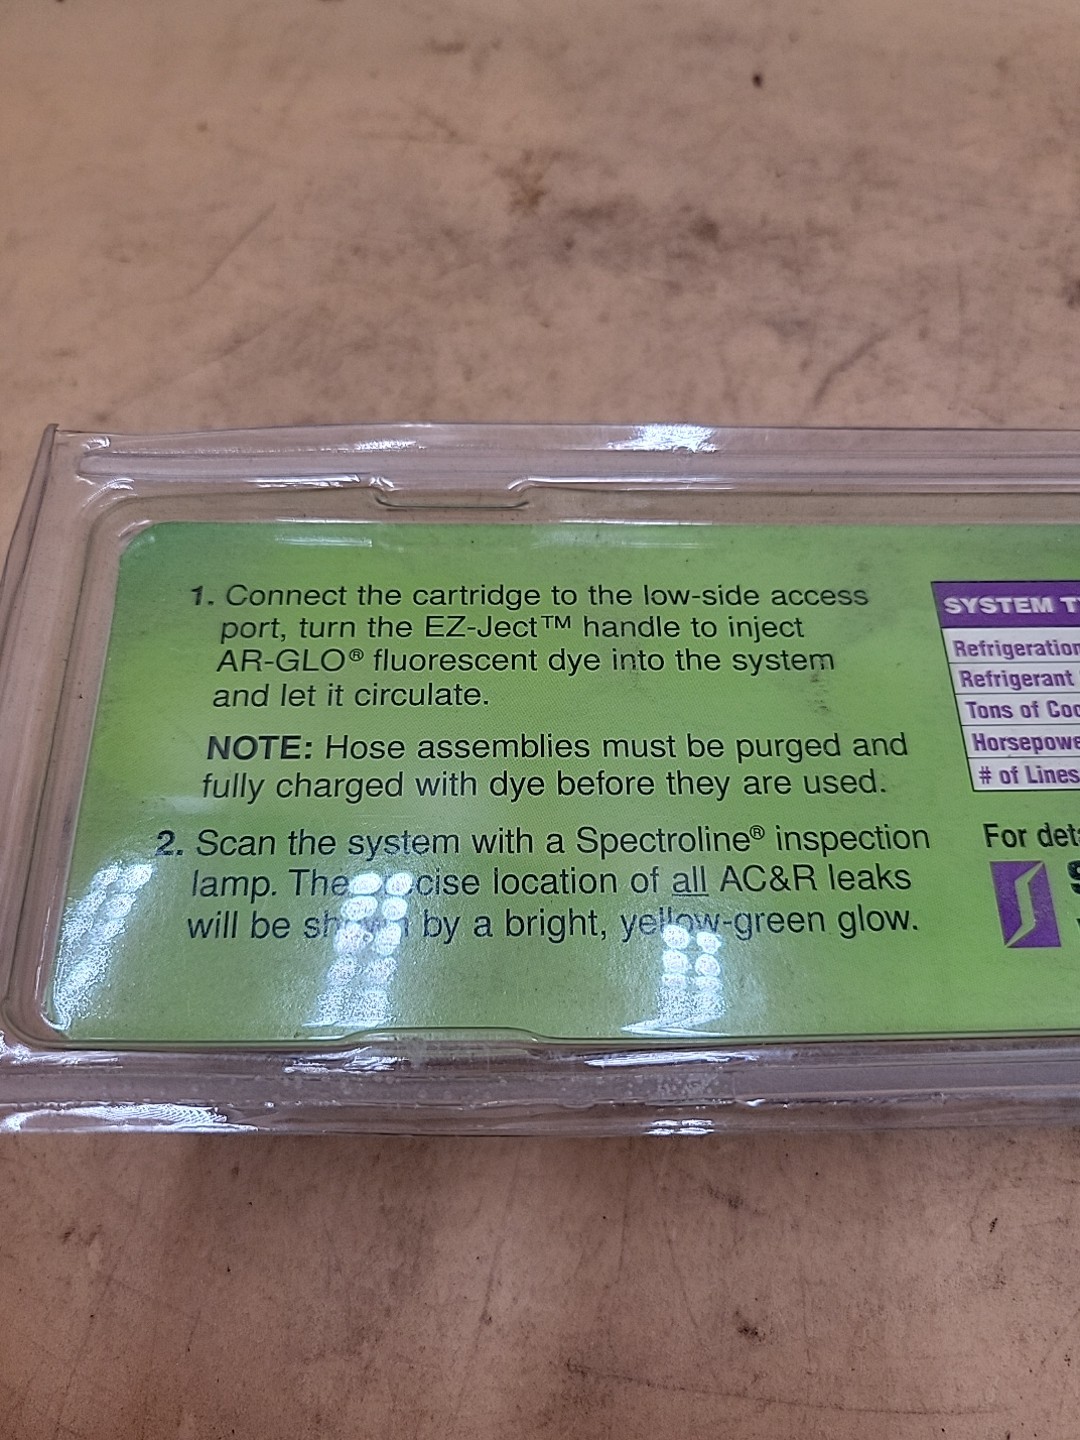 1. Connect the cartridge to the low-side access
port, turn the EZ-Ject™ handle to inject
AR-GLO® fluorescent dye into the system
and let it circulate.
NOTE: Hose assemblies must be purged and
fully charged with dye before they are used.
2. Scan the system with a Spectroline® inspection
lamp. The cise location of all AC&R leaks
will be shown by a bright, yellow-green glow.
SYSTEM T
Refrigeration
Refrigerant
Tons of Coo
Horsepowe
# of Lines
For deta
S